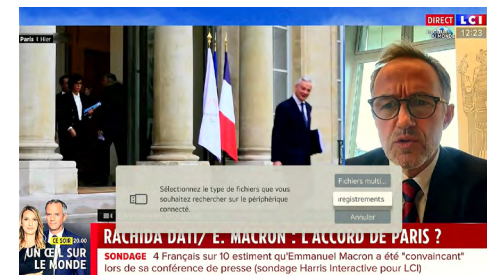 DIRECT LCI
12:23
Paris | Hier
Sélectionnez le type de fichiers que vous
souhaitez rechercher sur le périphérique
connecté.
Fichiers multi...
registrements
Annuler
CE SOIR 20:00
UN ŒIL SUR
LE MONDE
RACHIDA DATI / E. MACRON : L'ACCORD DE PARIS ?
SONDAGE 4 Français sur 10 estiment qu'Emmanuel Macron a été "convaincant"
lors de sa conférence de presse (sondage Harris Interactive pour LCI)